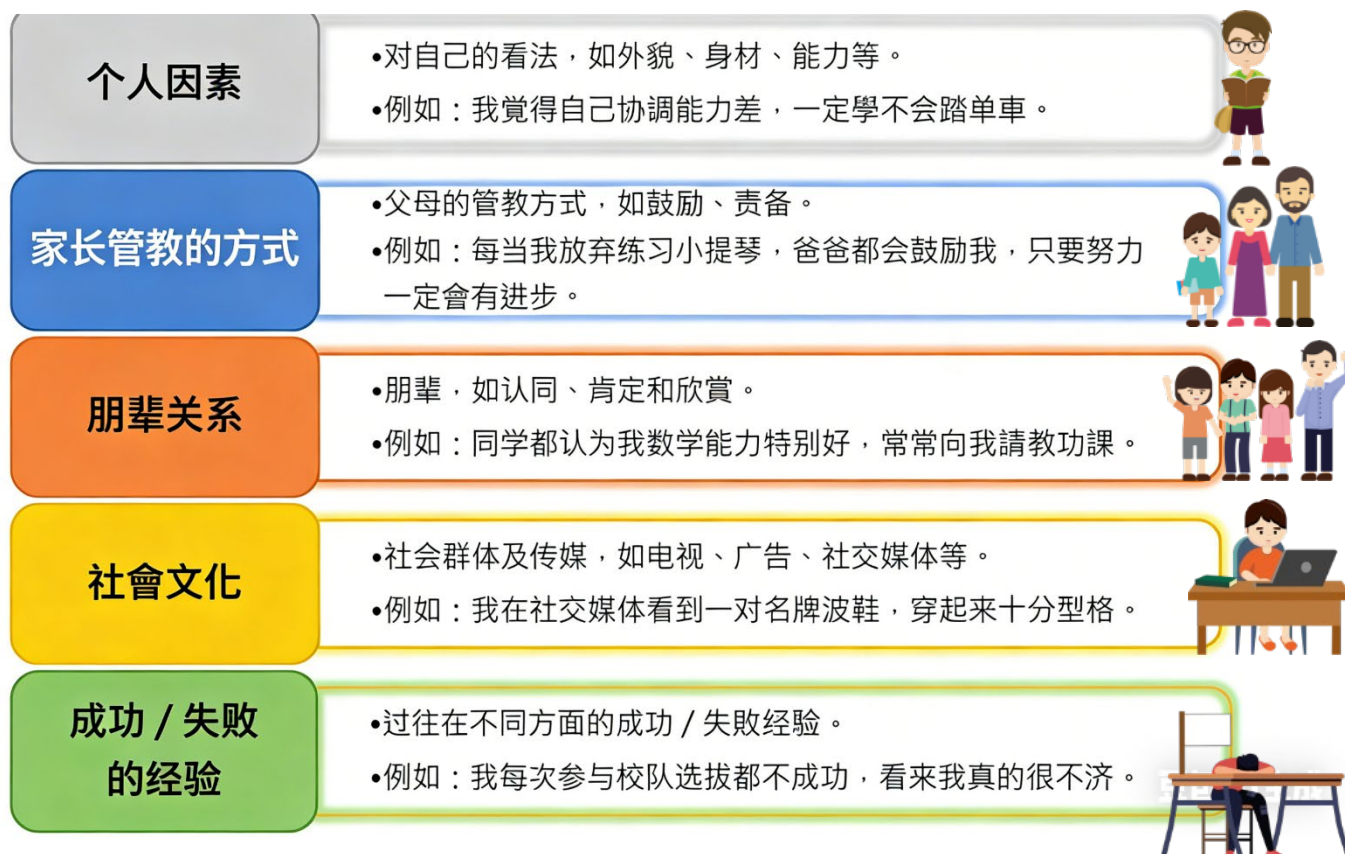 个人因素
•对自己的看法，如外貌、身材、能力等。
•例如：我覺得自己协調能力差，一定學不会踏单車。
家长管教的方式
•父母的管教方式，如鼓励、责备。
•例如：每当我放弃练习小提琴，爸爸都会鼓励我，只要努力
一定會有进步。
朋辈关系
•朋辈，如认同、肯定和欣賞。
•例如：同学都认为我数学能力特别好，常常向我請教功課。
社會文化
•社会群体及传媒，如电视、广告、社交媒体等。
•例如：我在社交媒体看到一对名牌波鞋，穿起来十分型格。
成功 / 失败
的经验
•过往在不同方面的成功 / 失敗经验。
•例如：我每次参与校队选拔都不成功，看来我真的很不济。